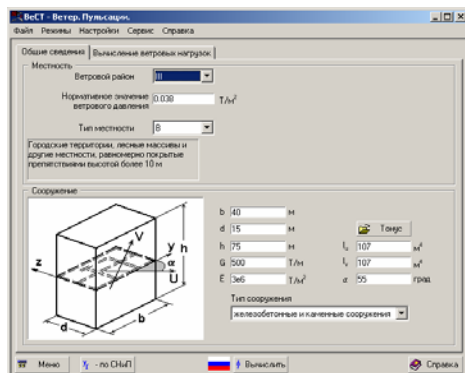 ВеСТ - Ветер. Пульсации.
Файл Режимы Настройки Сервис Справка
Общие сведения Вычисление ветровых нагрузок
Местность
Ветровой район III
Нормативное значение ветрового давления 0.038 Т/м²
Тип местности B
Городские территории, лесные массивы и
другие местности, равномерно покрытые
препятствиями высотой более 10 м
Сооружение
z V y h α U d b
b 40 м
d 15 м Тонус
h 75 м Iᵤ 107 м⁴
G 500 Т/м Iᵥ 107 м⁴
E 3e6 Т/м² α 55 град
Тип сооружения
железобетонные и каменные сооружения
Меню γf - по СНиП Вычислить Справка